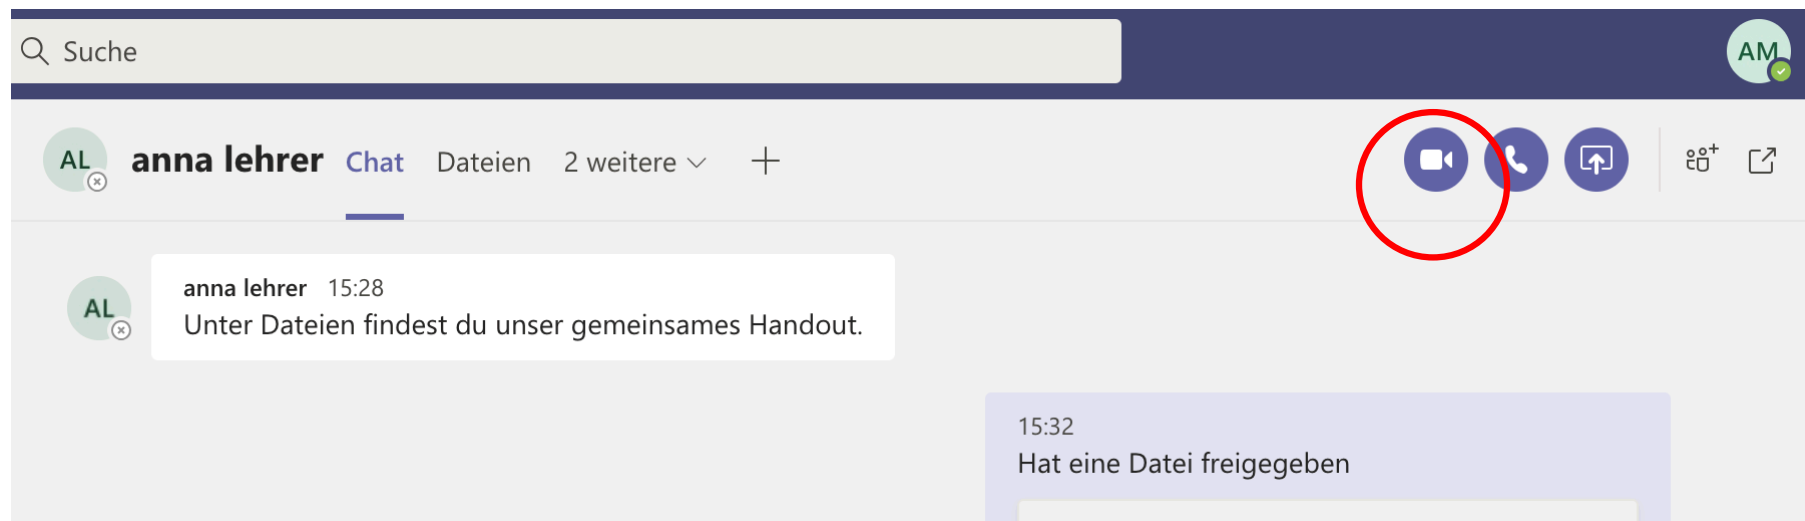 Suche
AM
AL anna lehrer Chat Dateien 2 weitere
AL
anna lehrer 15:28
Unter Dateien findest du unser gemeinsames Handout.
15:32
Hat eine Datei freigegeben